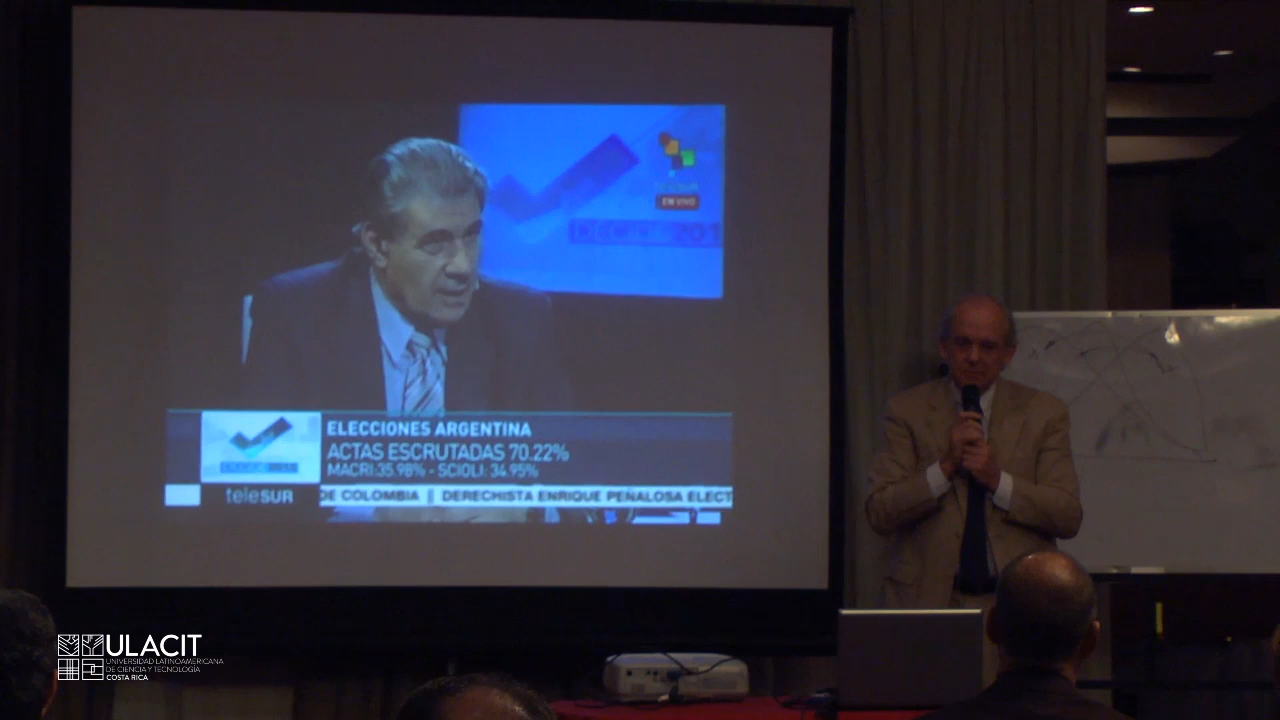 teleSUR
EN VIVO
ELECCIONES ARGENTINA
ACTAS ESCRUTADAS 70.22%
MACRI:35.98% - SCIOLI: 34.95%
teleSUR
DE COLOMBIA || DERECHISTA ENRIQUE PEÑALOSA ELECT
ULACIT
UNIVERSIDAD LATINOAMERICANA
DE CIENCIA Y TECNOLOGÍA
COSTA RICA